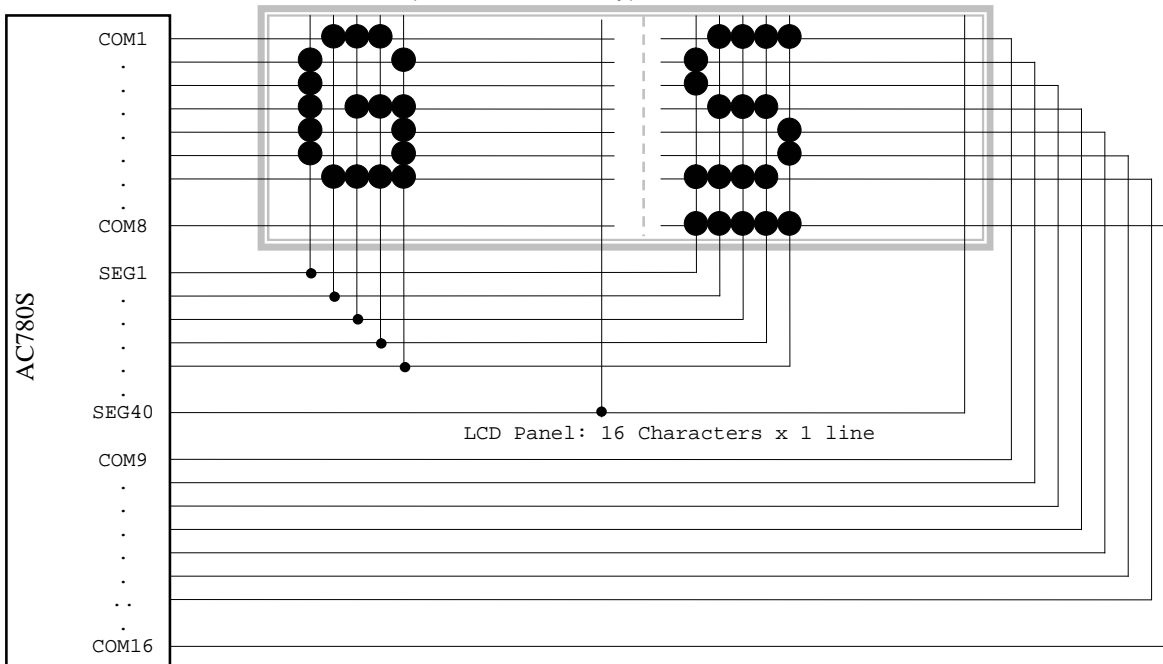 COM1
COM8
SEG1
AC780S
SEG40
LCD Panel: 16 Characters x 1 line
COM9
COM16